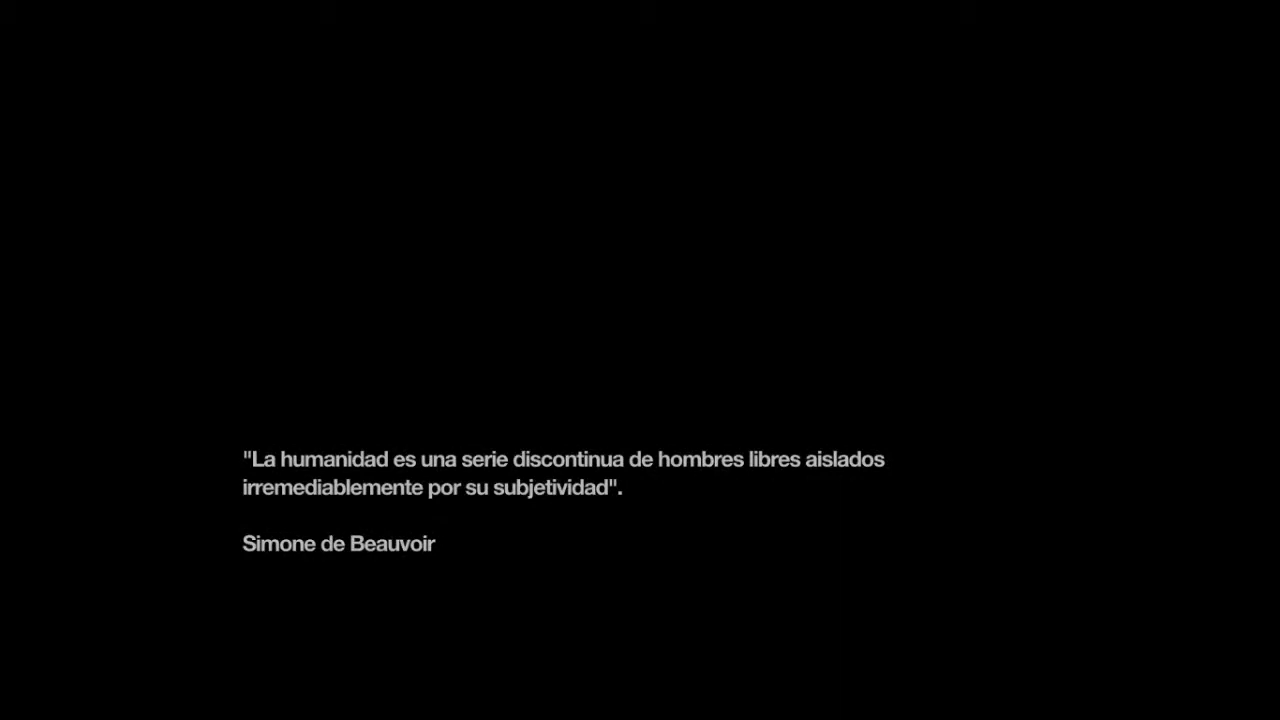 "La humanidad es una serie discontinua de hombres libres aislados
irremediablemente por su subjetividad".
Simone de Beauvoir